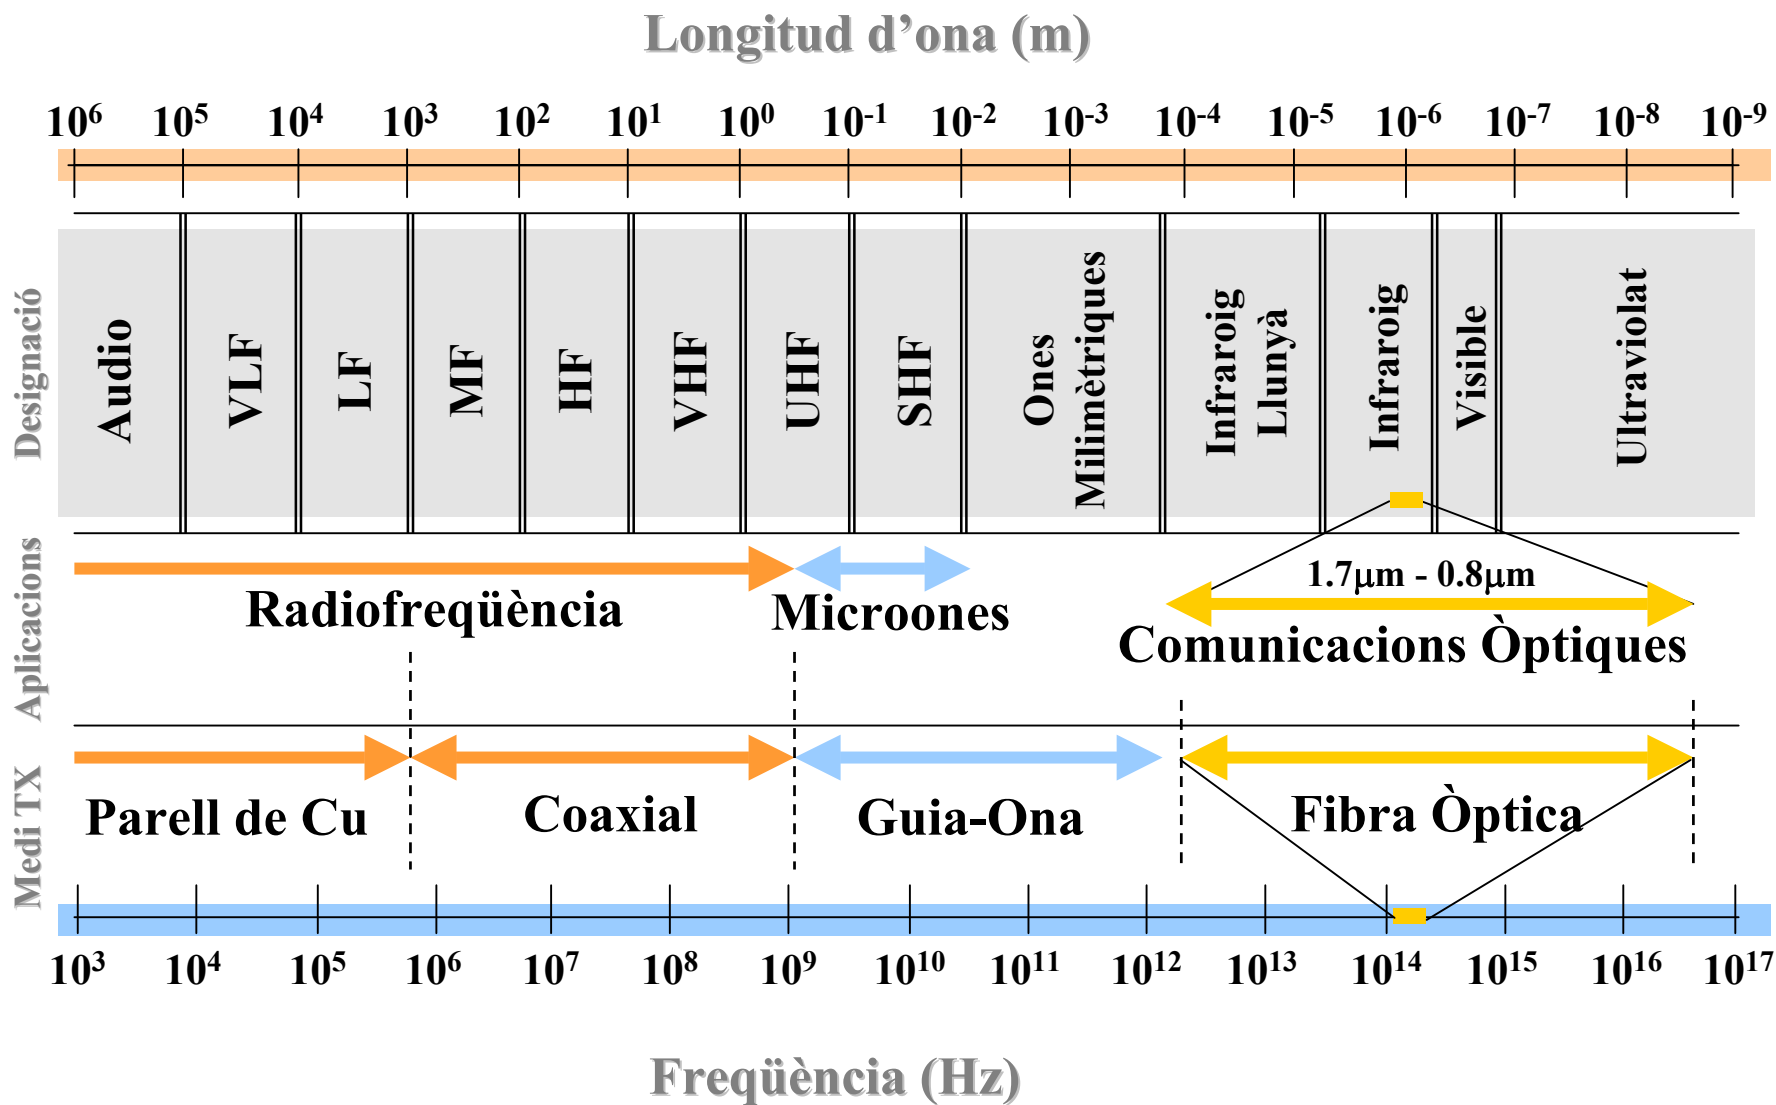 Longitud d’ona (m)
10⁶ 10⁵ 10⁴ 10³ 10² 10¹ 10⁰ 10⁻¹ 10⁻² 10⁻³ 10⁻⁴ 10⁻⁵ 10⁻⁶ 10⁻⁷ 10⁻⁸ 10⁻⁹
Designació
Audio
VLF
LF
MF
HF
VHF
UHF
SHF
Ones
Milimètriques
Infraroig
Llunyà
Infraroig
Visible
Ultraviolat
Aplicacions
Radiofreqüència
Microones
1.7µm - 0.8µm
Comunicacions Òptiques
Medi TX
Parell de Cu
Coaxial
Guia-Ona
Fibra Òptica
10³ 10⁴ 10⁵ 10⁶ 10⁷ 10⁸ 10⁹ 10¹⁰ 10¹¹ 10¹² 10¹³ 10¹⁴ 10¹⁵ 10¹⁶ 10¹⁷
Freqüència (Hz)